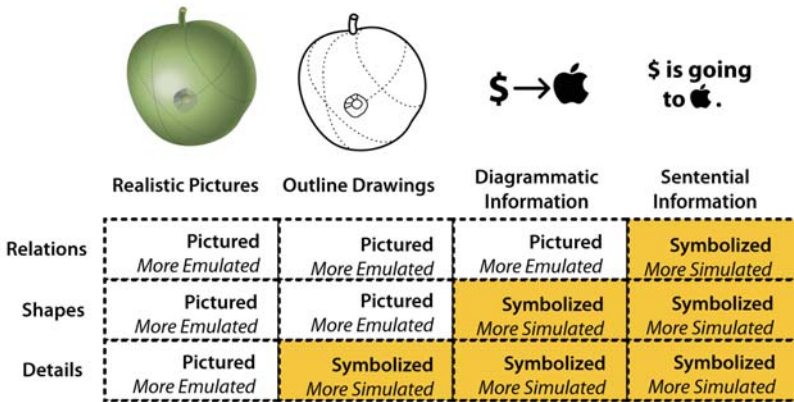 $ →
$ is going
to .
Realistic Pictures
Outline Drawings
Diagrammatic
Information
Sentential
Information
Relations
Pictured
More Emulated
Pictured
More Emulated
Pictured
More Emulated
Symbolized
More Simulated
Shapes
Pictured
More Emulated
Pictured
More Emulated
Symbolized
More Simulated
Symbolized
More Simulated
Details
Pictured
More Emulated
Symbolized
More Simulated
Symbolized
More Simulated
Symbolized
More Simulated